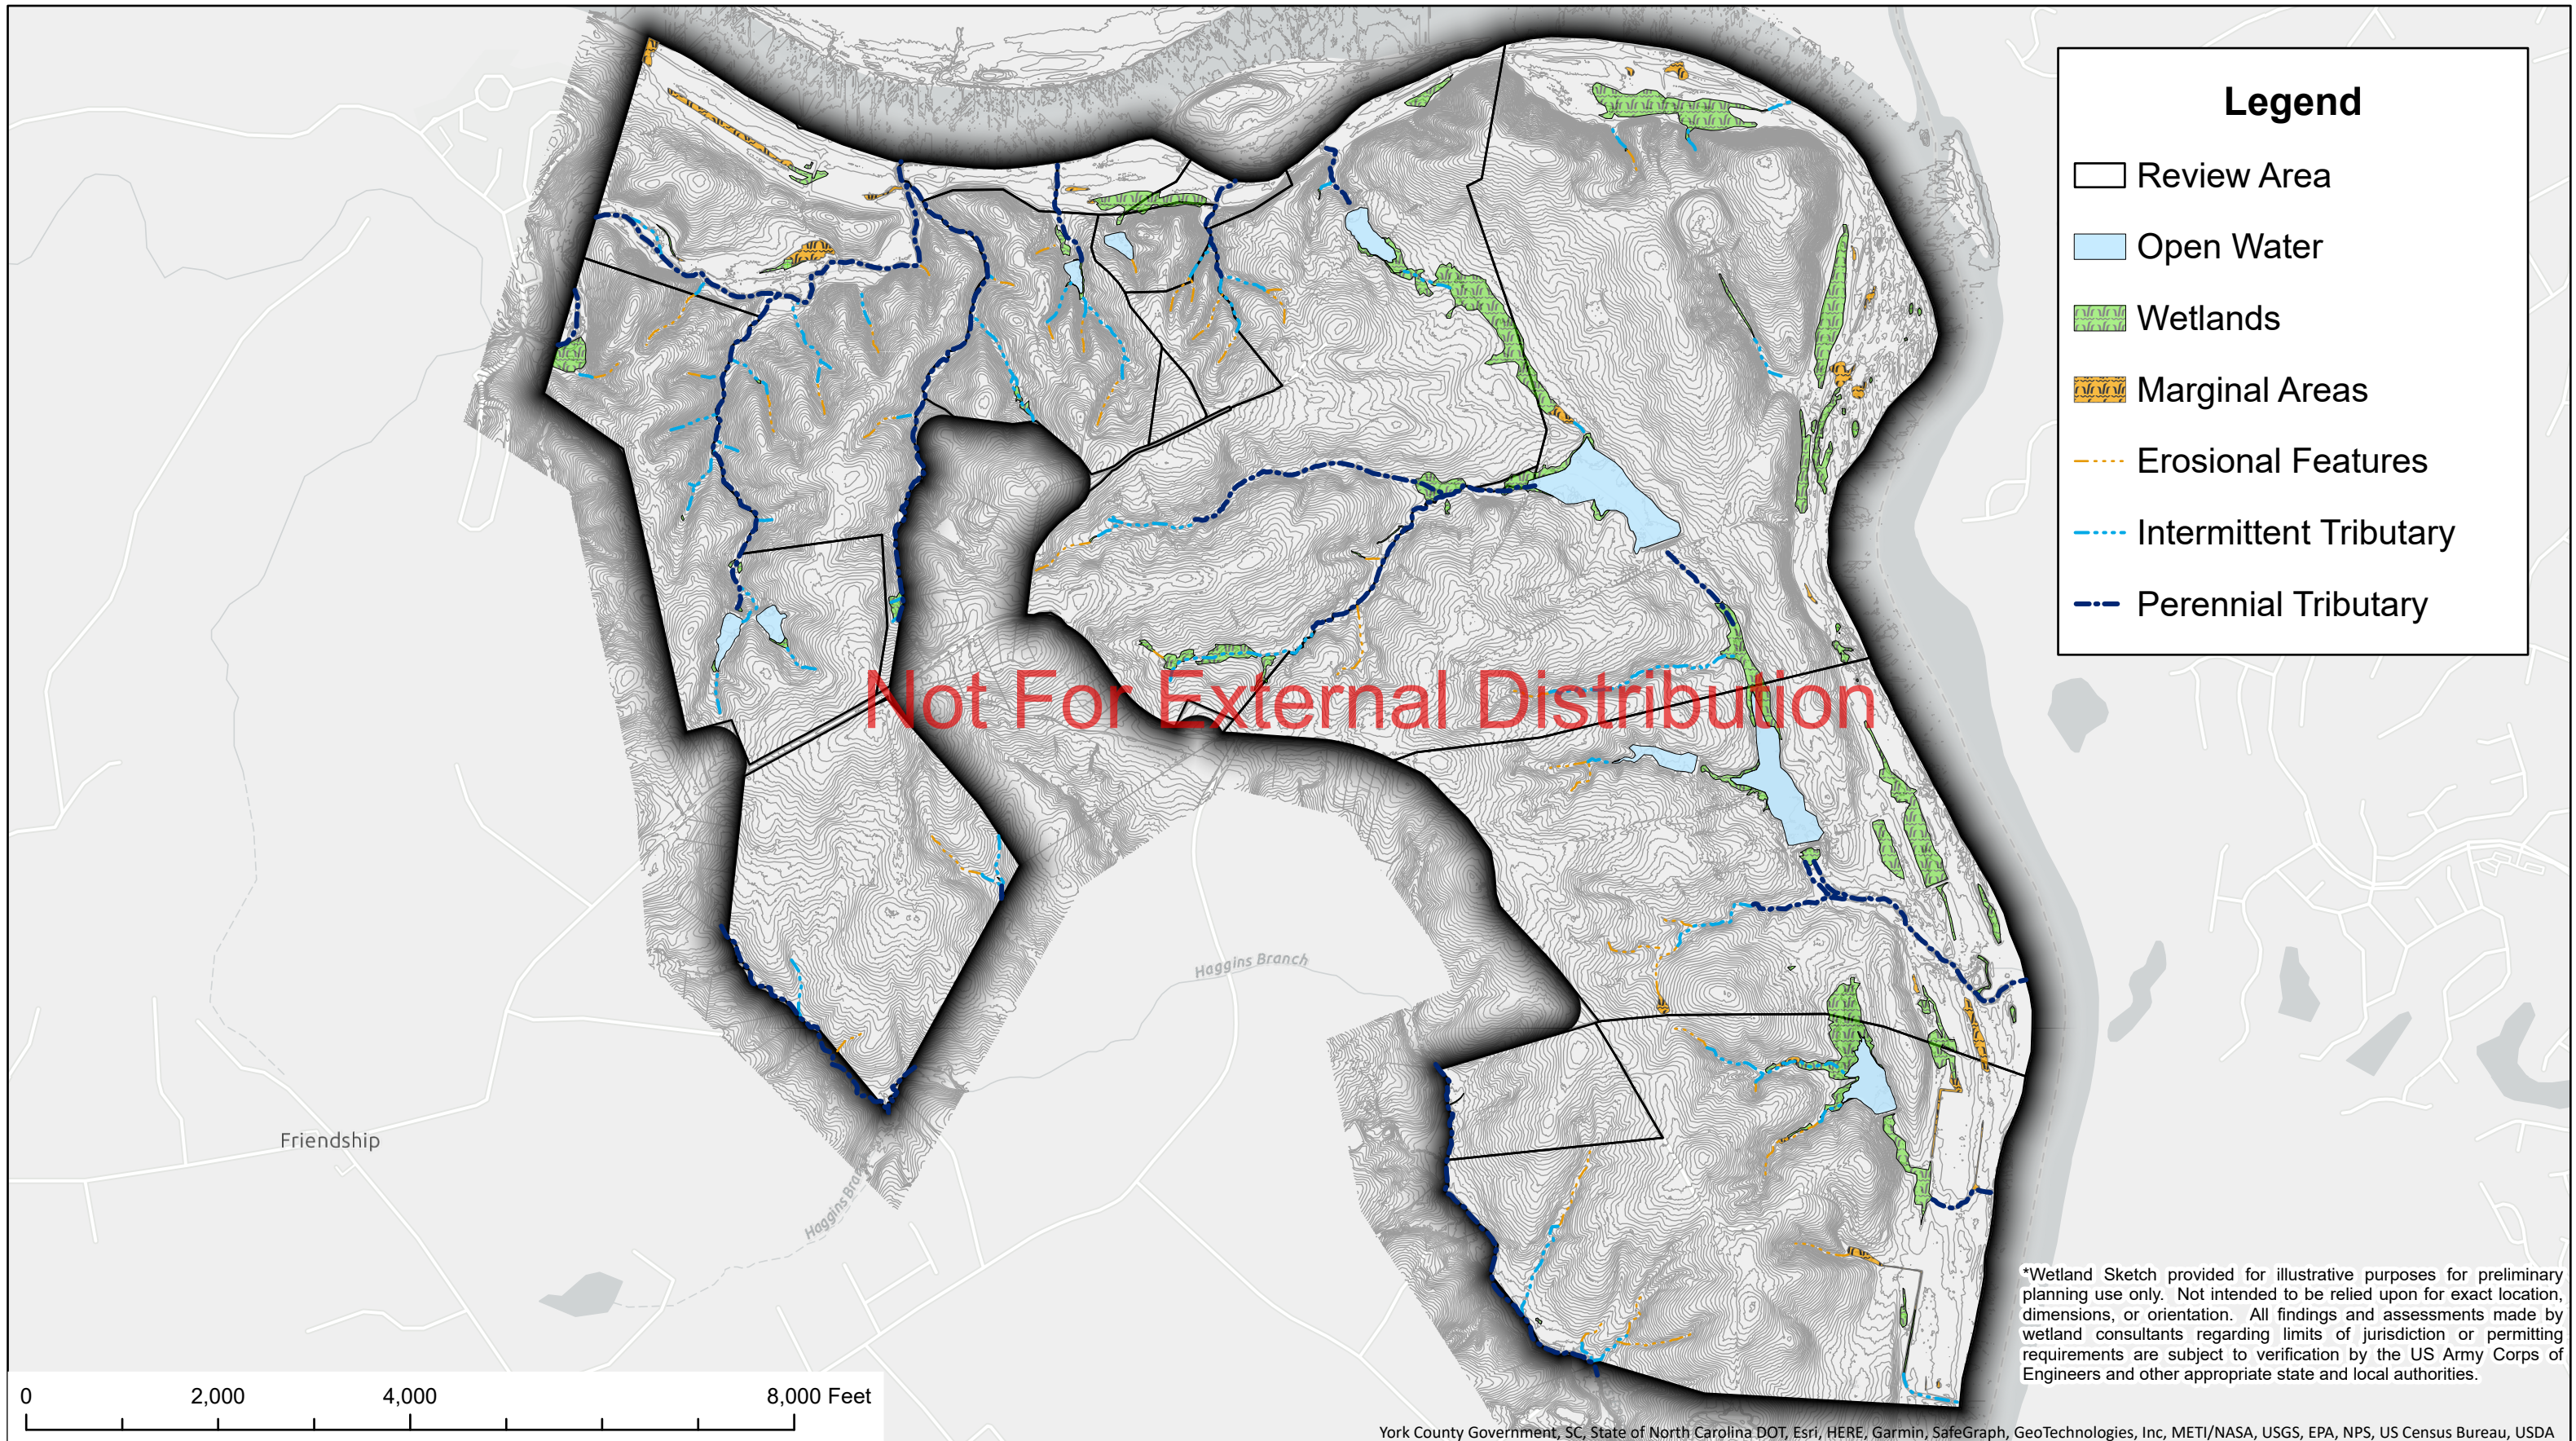 Legend
Review Area
Open Water
Wetlands
Marginal Areas
Erosional Features
Intermittent Tributary
Perennial Tributary
Not For External Distribution
Haggins Branch
Friendship
Haggins Bra
*Wetland Sketch provided for illustrative purposes for preliminary
planning use only. Not intended to be relied upon for exact location,
dimensions, or orientation. All findings and assessments made by
wetland consultants regarding limits of jurisdiction or permitting
requirements are subject to verification by the US Army Corps of
Engineers and other appropriate state and local authorities.
0 2,000 4,000 8,000 Feet
York County Government, SC, State of North Carolina DOT, Esri, HERE, Garmin, SafeGraph, GeoTechnologies, Inc, METI/NASA, USGS, EPA, NPS, US Census Bureau, USDA